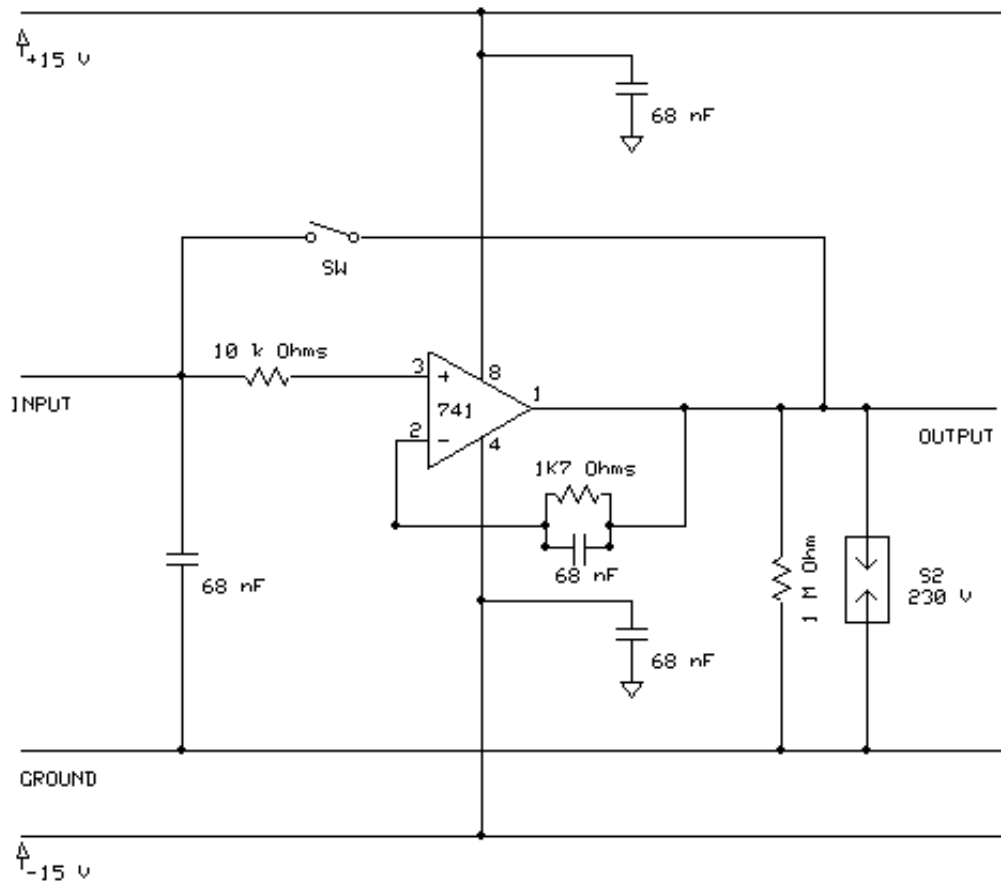 +15 V
68 nF
SW
10 k Ohms
3
+
8
741
1
INPUT
2
-
4
OUTPUT
1K7 Ohms
68 nF
68 nF
1 M Ohm
S2
230 V
68 nF
GROUND
-15 V